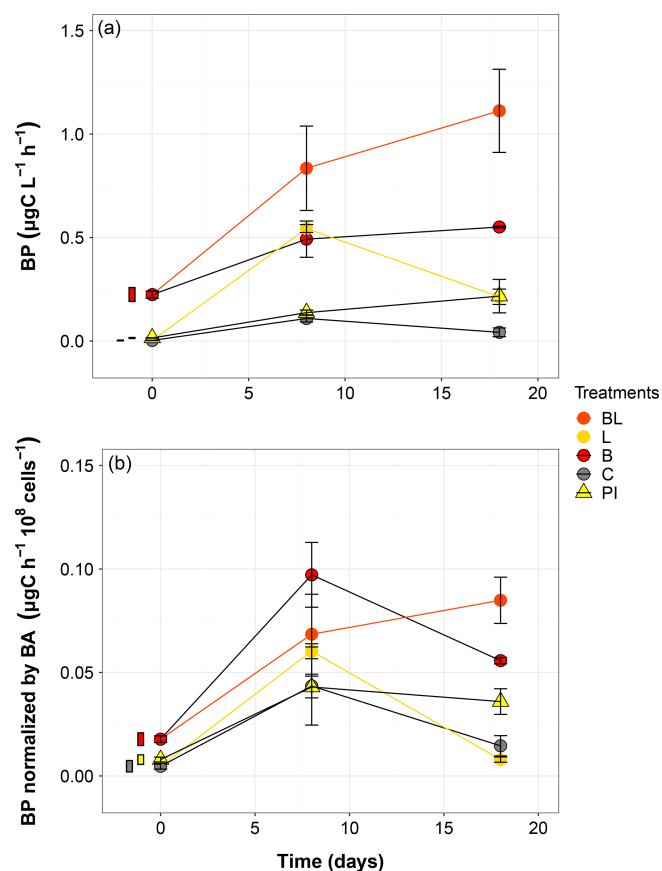 (a)
1.5
1.0
0.5
0.0
BP (µgC L⁻¹ h⁻¹)
0 5 10 15 20
Treatments
BL
L
B
C
PI
(b)
0.15
0.10
0.05
0.00
BP normalized by BA (µgC h⁻¹ 10⁸ cells⁻¹)
0 5 10 15 20
Time (days)